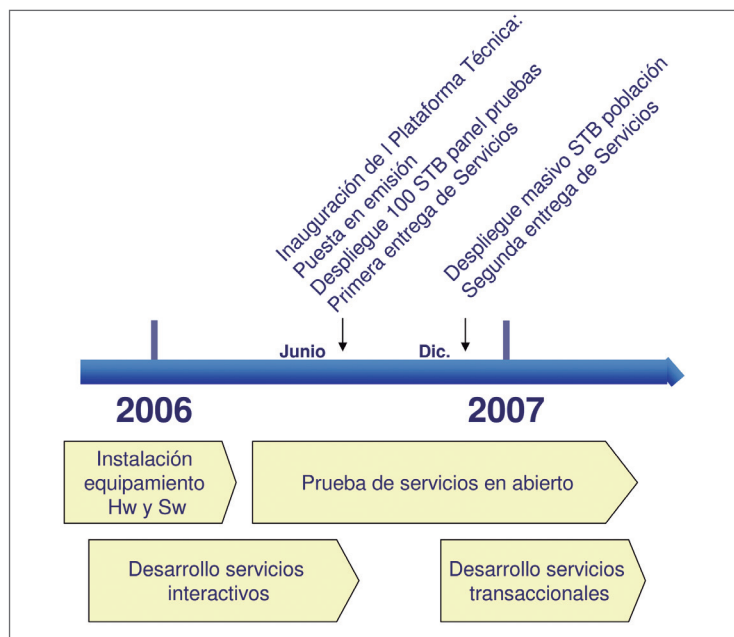 Inauguración de l Plataforma Técnica:
Puesta en emisión
Despliegue 100 STB panel pruebas
Primera entrega de Servicios
Despliegue masivo STB población
Segunda entrega de Servicios
Junio
Dic.
2006
2007
Instalación
equipamiento
Hw y Sw
Prueba de servicios en abierto
Desarrollo servicios
interactivos
Desarrollo servicios
transaccionales